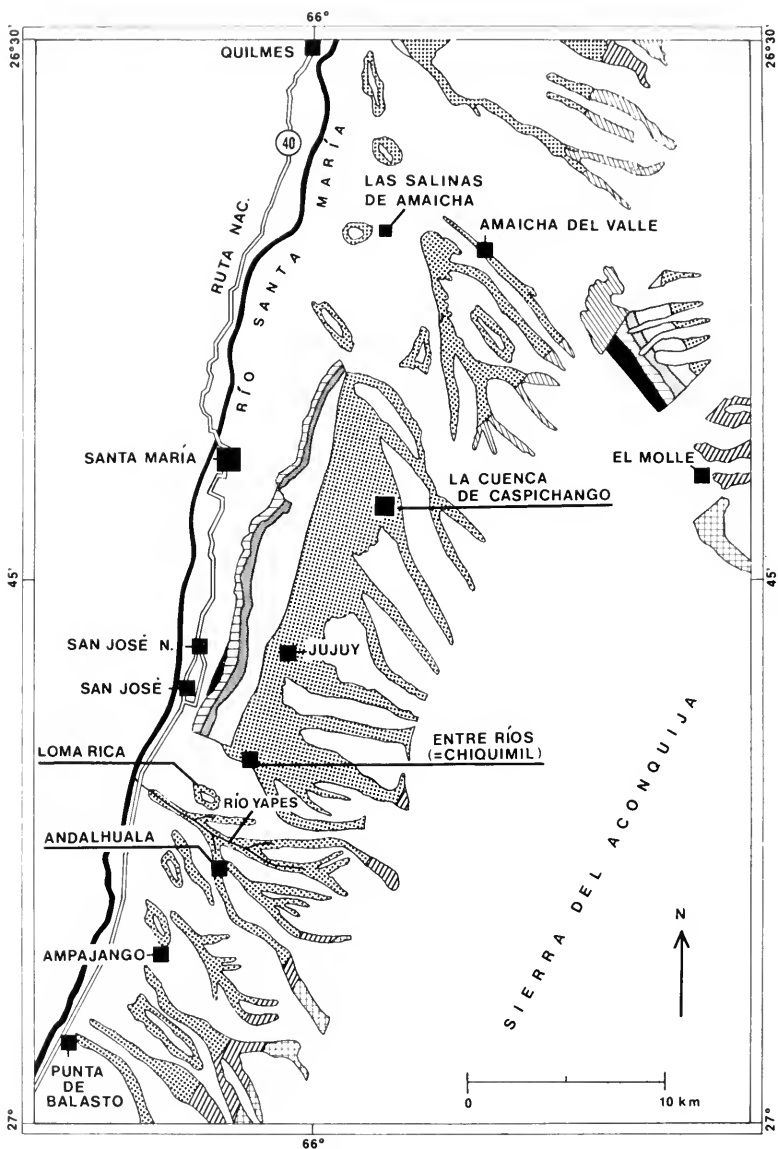 66°
26°30'
26°30'
QUILMES
40
RUTA NAC.
RÍO SANTA MARÍA
LAS SALINAS
DE AMAICHA
AMAICHA DEL VALLE
SANTA MARÍA
EL MOLLE
LA CUENCA
DE CASPICHANGO
45'
45'
SAN JOSÉ N.
JUJUY
SAN JOSÉ
ENTRE RÍOS
(=CHIQUIMIL)
LOMA RICA
RÍO YAPES
ANDALHUALA
SIERRA DEL ACONQUIJA
N
AMPAJANGO
PUNTA
DE
BALASTO
0 10 km
27°
27°
66°